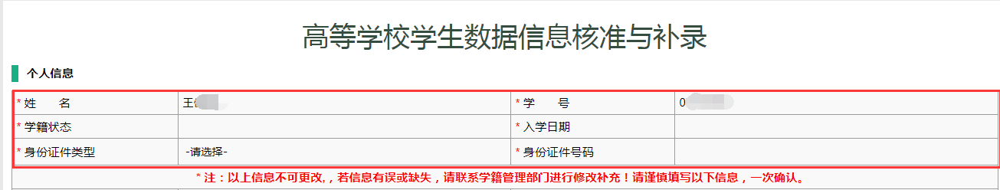 高等学校学生数据信息核准与补录
个人信息
* 姓 名 王 * 学 号 0
* 学籍状态 * 入学日期
* 身份证件类型 -请选择- * 身份证件号码
* 注：以上信息不可更改,，若信息有误或缺失，请联系学籍管理部门进行修改补充！请谨慎填写以下信息，一次确认。